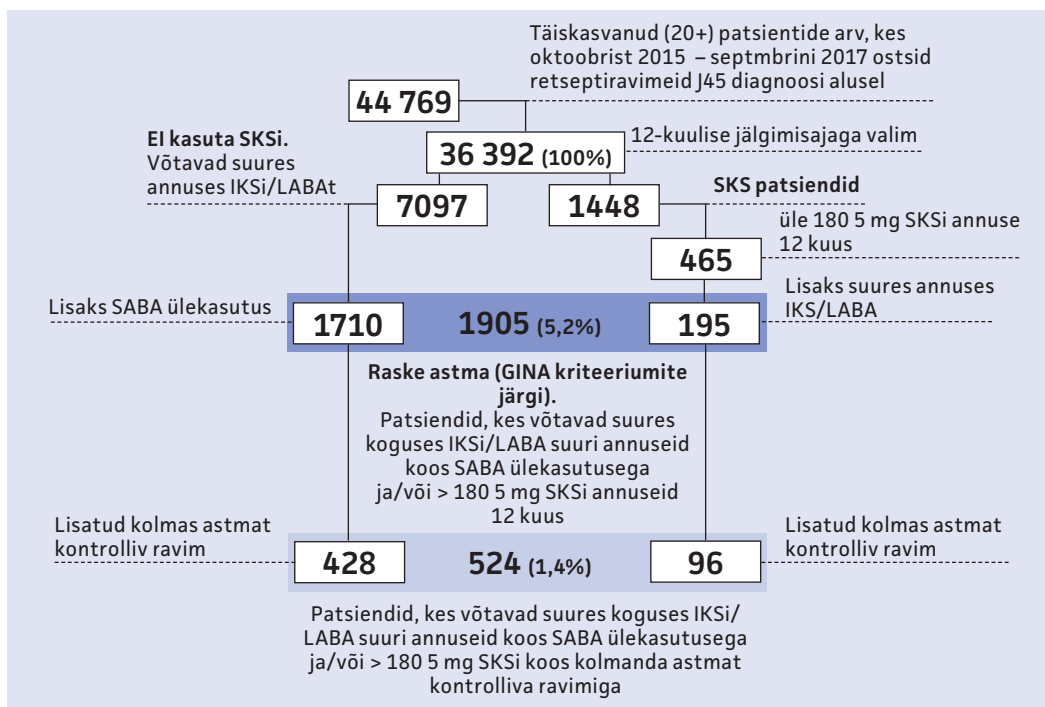 Täiskasvanud (20+) patsientide arv, kes
oktoobrist 2015 – septmbrini 2017 ostsid
retseptiravimeid J45 diagnoosi alusel
44 769
EI kasuta SKSi.
Võtavad suures
annuses IKSi/LABAt
36 392 (100%)
12-kuulise jälgimisajaga valim
7097
1448
SKS patsiendid
üle 180 5 mg SKSi annuse
12 kuus
465
Lisaks SABA ülekasutus
1710
1905 (5,2%)
195
Lisaks suures annuses
IKS/LABA
Raske astma (GINA kriteeriumite
järgi).
Patsiendid, kes võtavad suures
koguses IKSi/LABA suuri annuseid
koos SABA ülekasutusega
ja/või > 180 5 mg SKSi annuseid
12 kuus
Lisatud kolmas astmat
kontrolliv ravim
428
524 (1,4%)
96
Lisatud kolmas astmat
kontrolliv ravim
Patsiendid, kes võtavad suures koguses IKSi/
LABA suuri annuseid koos SABA ülekasutusega
ja/või > 180 5 mg SKSi koos kolmanda astmat
kontrolliva ravimiga